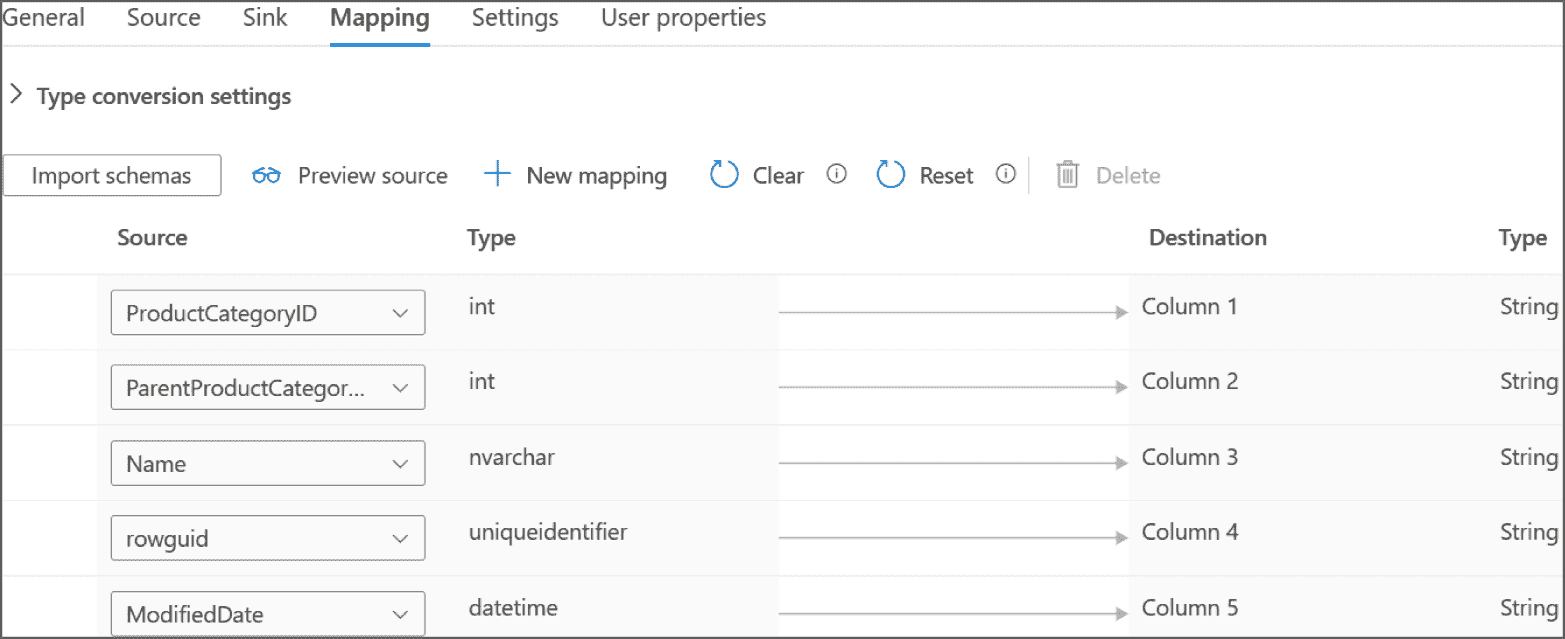 General Source Sink Mapping Settings User properties
Type conversion settings
Import schemas Preview source New mapping Clear Reset Delete
Source Type Destination Type
ProductCategoryID int Column 1 String
ParentProductCategor... int Column 2 String
Name nvarchar Column 3 String
rowguid uniqueidentifier Column 4 String
ModifiedDate datetime Column 5 String